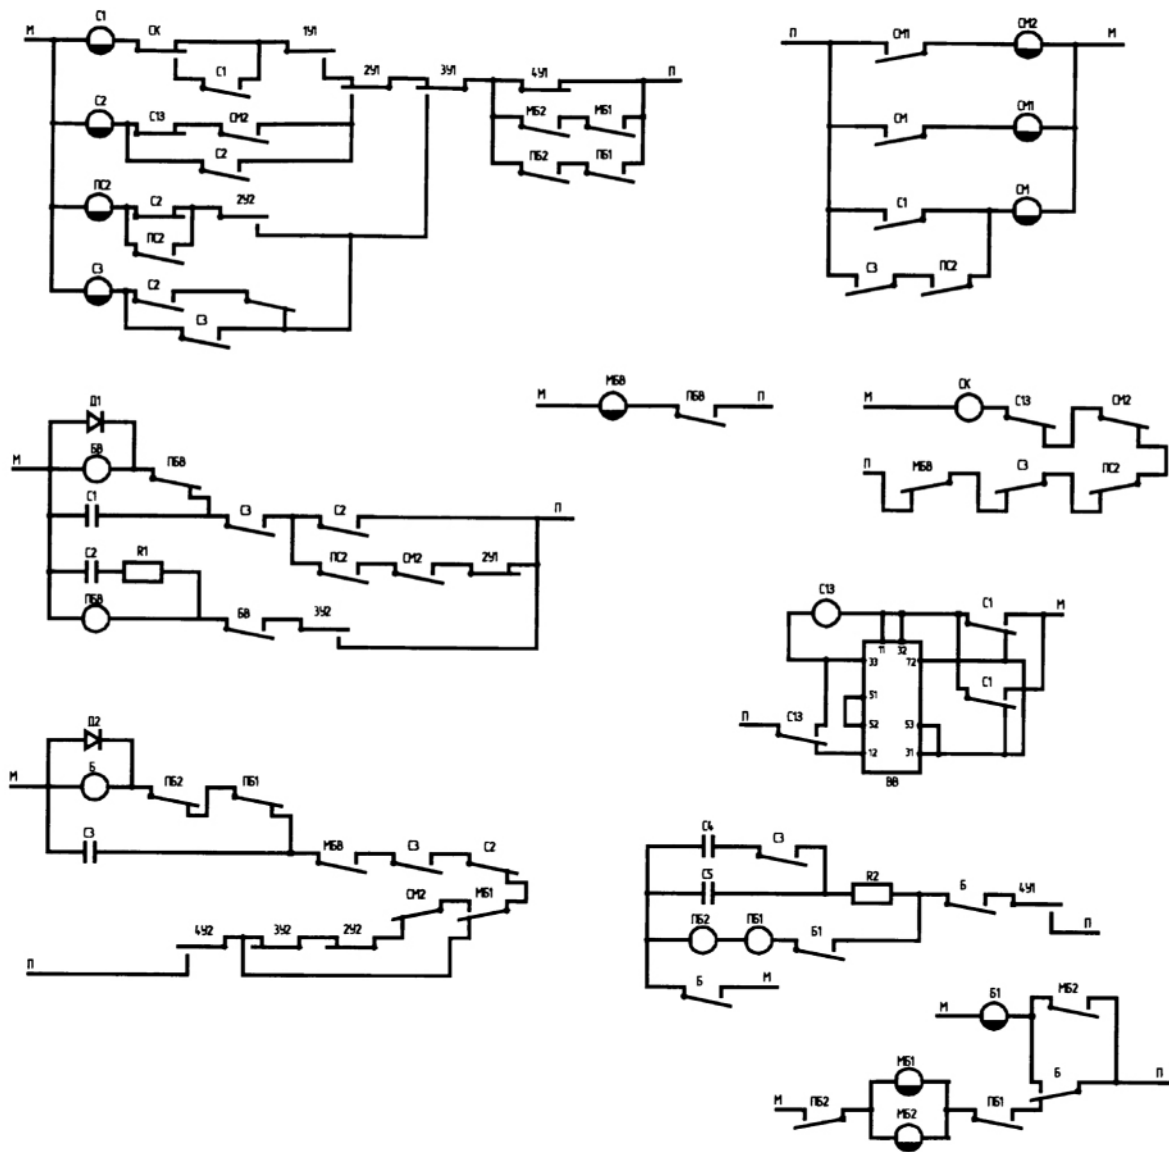 С1
М
СК
1У1
С1
2У1
3У1
4У1
П
С2
С13
СМ2
МБ2
МБ1
С2
ПБ2
ПБ1
ПС2
С2
2У2
ПС2
С3
С2
С3
П
СМ1
СМ2
М
СМ
СМ1
С1
СМ
С3
ПС2
Д1
БВ
М
ПБВ
С1
С3
С2
П
С2
R1
ПС2
СМ2
2У1
ПБВ
БВ
3У2
М
МБВ
ПБВ
П
М
СК
С13
СМ2
П
МБВ
С3
ПС2
С13
С1
М
11
32
33
72
С1
51
П
С13
52
53
12
31
ВВ
Д2
М
Б
ПБ2
ПБ1
С3
МБВ
С3
С2
СМ2
МБ1
4У2
3У2
2У2
П
С4
С3
С5
R2
Б
4У1
ПБ2
ПБ1
Б1
П
Б
М
М
Б1
МБ2
Б
П
МБ1
М
ПБ2
ПБ1
МБ2